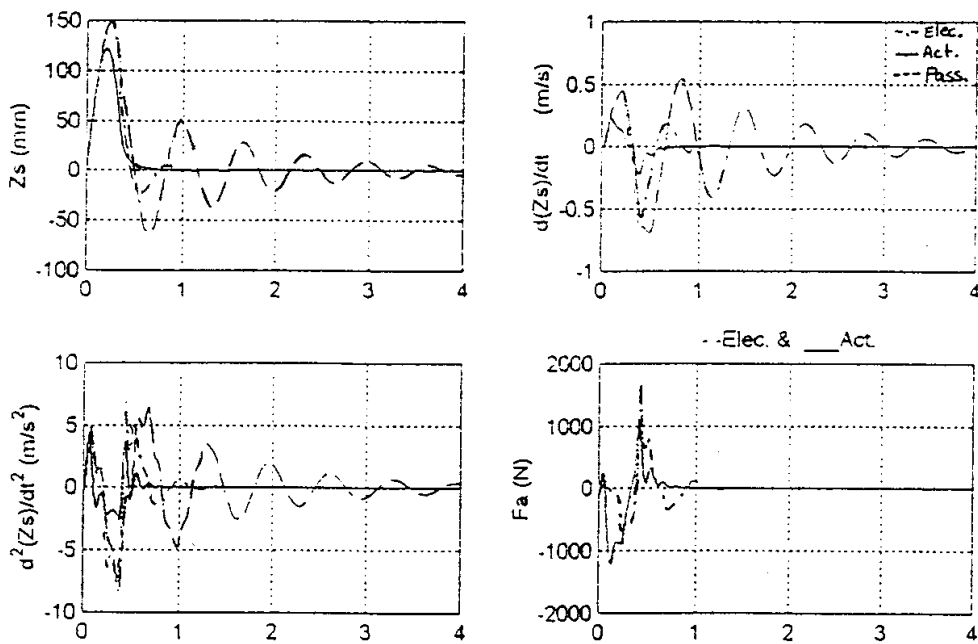 150
100
50
0
-50
-100
Zs (mm)
0 1 2 3 4
1
0.5
0
-0.5
-1
d(Zs)/dt (m/s)
Elec.
Act.
Pass.
0 1 2 3 4
10
5
0
-5
-10
d²(Zs)/dt² (m/s²)
0 1 2 3 4
Elec. & Act.
2000
1000
0
-1000
-2000
Fa (N)
0 1 2 3 4